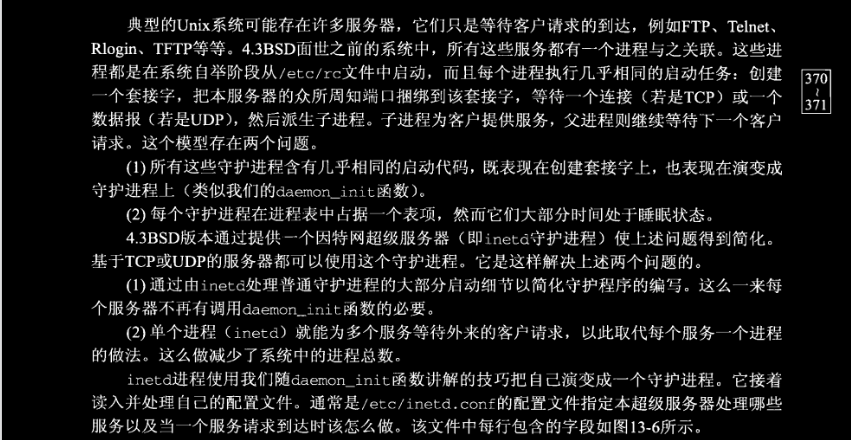 典型的Unix系统可能存在许多服务器，它们只是等待客户请求的到达，例如FTP、Telnet、
Rlogin、TFTP等等。4.3BSD面世之前的系统中，所有这些服务都有一个进程与之关联。这些进
程都是在系统自举阶段从/etc/rc文件中启动，而且每个进程执行几乎相同的启动任务：创建
一个套接字，把本服务器的众所周知端口捆绑到该套接字，等待一个连接（若是TCP）或一个
数据报（若是UDP），然后派生子进程。子进程为客户提供服务，父进程则继续等待下一个客户
请求。这个模型存在两个问题。
(1) 所有这些守护进程含有几乎相同的启动代码，既表现在创建套接字上，也表现在演变成
守护进程上（类似我们的daemon_init函数）。
(2) 每个守护进程在进程表中占据一个表项，然而它们大部分时间处于睡眠状态。
4.3BSD版本通过提供一个因特网超级服务器（即inetd守护进程）使上述问题得到简化。
基于TCP或UDP的服务器都可以使用这个守护进程。它是这样解决上述两个问题的。
(1) 通过由inetd处理普通守护进程的大部分启动细节以简化守护程序的编写。这么一来每
个服务器不再有调用daemon_init函数的必要。
(2) 单个进程（inetd）就能为多个服务等待外来的客户请求，以此取代每个服务一个进程
的做法。这么做减少了系统中的进程总数。
inetd进程使用我们随daemon_init函数讲解的技巧把自己演变成一个守护进程。它接着
读入并处理自己的配置文件。通常是/etc/inetd.conf的配置文件指定本超级服务器处理哪些
服务以及当一个服务请求到达时该怎么做。该文件中每行包含的字段如图13-6所示。
370
~
371